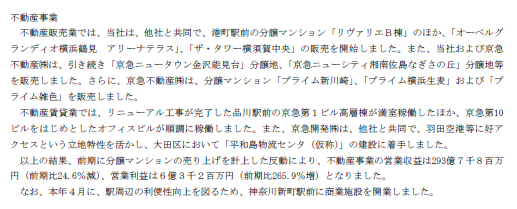 不動産事業
不動産販売業では、当社は、他社と共同で、港町駅前の分譲マンション「リヴァリエＢ棟」のほか、「オーベルグ
ランディオ横浜鶴見　アリーナテラス」、「ザ・タワー横須賀中央」の販売を開始しました。また、当社および京急
不動産㈱は、引き続き「京急ニュータウン金沢能見台」分譲地、「京急ニューシティ湘南佐島なぎさの丘」分譲地等
を販売しました。さらに、京急不動産㈱は、分譲マンション「プライム新川崎」、「プライム横浜生麦」および「プ
ライム雑色」を販売しました。
不動産賃貸業では、リニューアル工事が完了した品川駅前の京急第１ビル高層棟が満室稼働したほか、京急第10
ビルをはじめとしたオフィスビルが順調に稼働しました。また、京急開発㈱は、他社と共同で、羽田空港等に好ア
クセスという立地特性を活かし、大田区において「平和島物流センタ（仮称）」の建設に着手しました。
以上の結果、前期に分譲マンションの売り上げを計上した反動により、不動産事業の営業収益は293億７千８百万
円（前期比24.6％減）、営業利益は６億３千２百万円（前期比265.9％増）となりました。
なお、本年４月に、駅周辺の利便性向上を図るため、神奈川新町駅前に商業施設を開業しました。